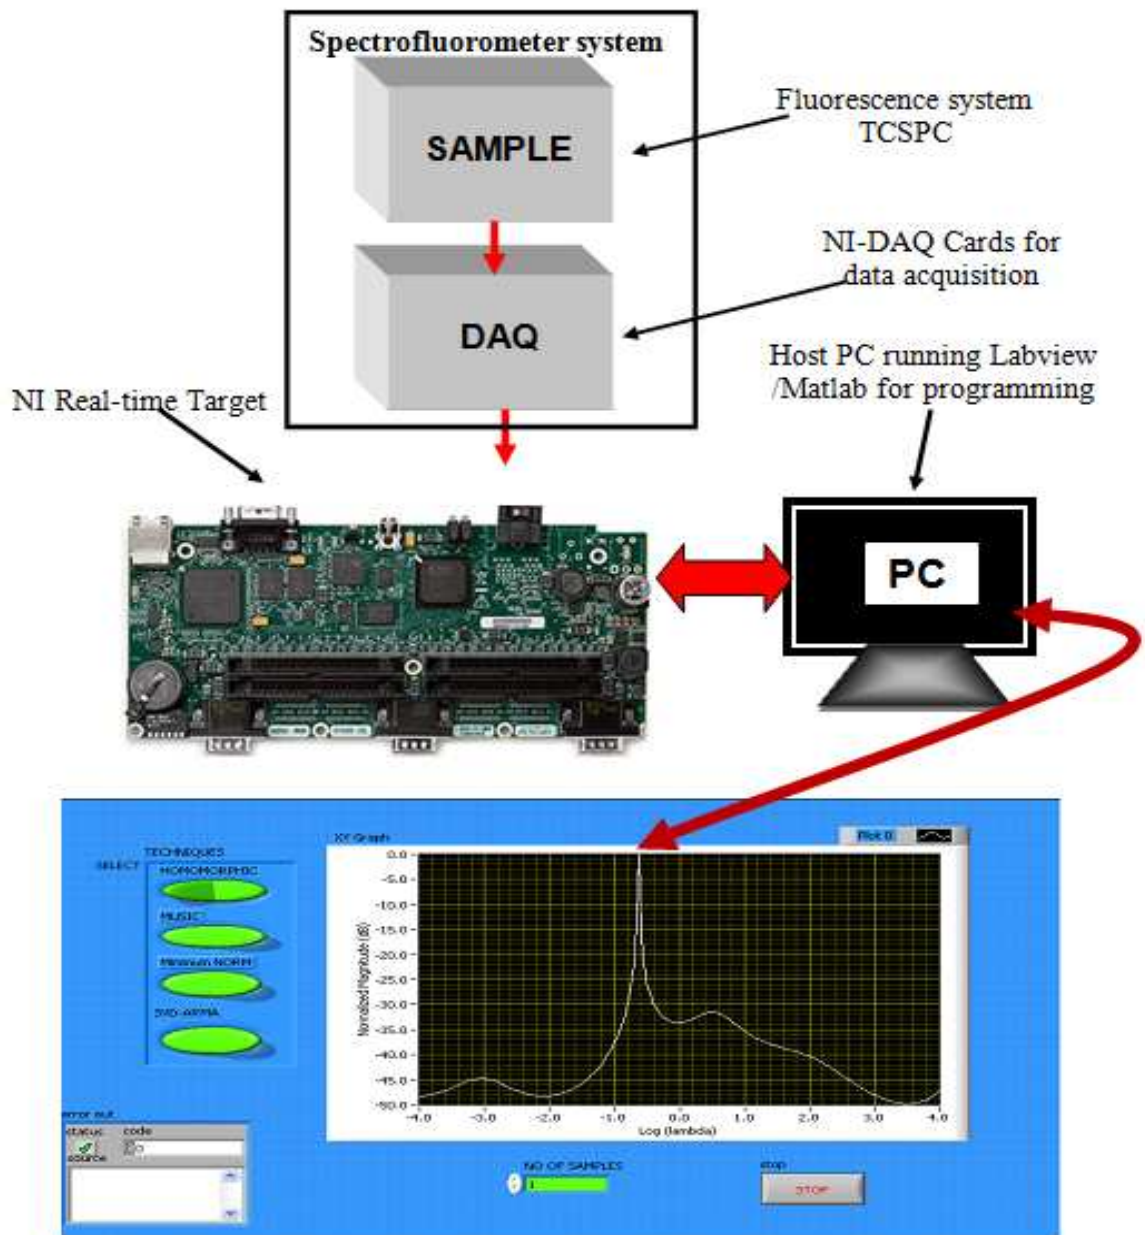 Spectrofluorometer system
SAMPLE
Fluorescence system
TCSPC
DAQ
NI-DAQ Cards for
data acquisition
Host PC running Labview
/Matlab for programming
NI Real-time Target
PC
TECHNIQUES
SELECT
HOMOMORPHIC
MUSIC
Minimum NORM
SVD-ARMA
XY Graph
Plot 0
Normalized Magnitude (dB)
0.0
-5.0
-10.0
-15.0
-20.0
-25.0
-30.0
-35.0
-40.0
-45.0
-50.0
-4.0 -3.0 -2.0 -1.0 0.0 1.0 2.0 3.0 4.0
Log (lambda)
error out
status code
0
source
NO OF SAMPLES
1
stop
STOP